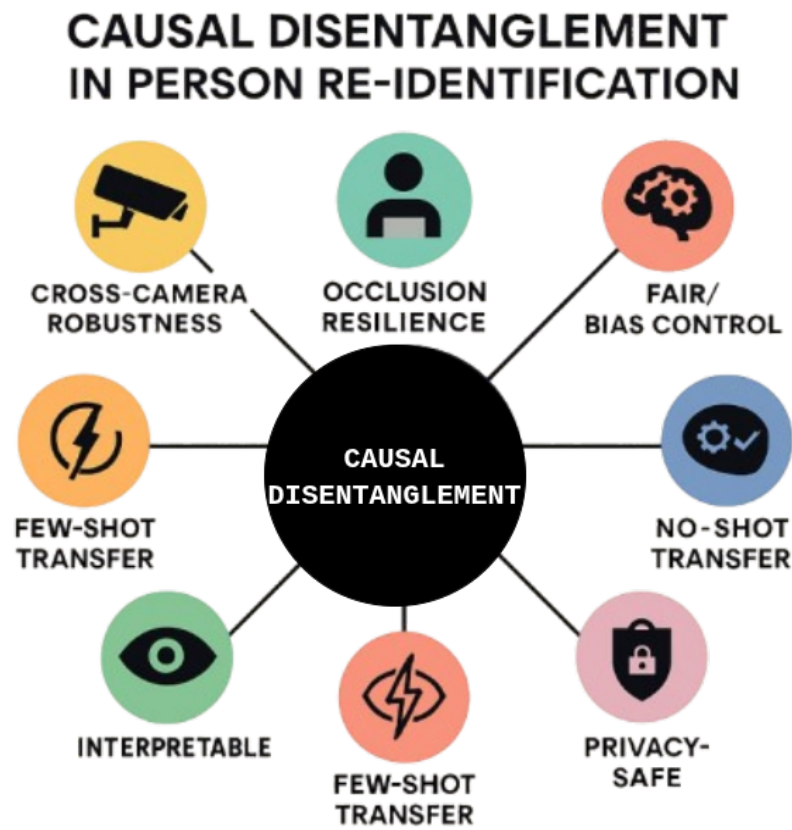 CAUSAL DISENTANGLEMENT
IN PERSON RE-IDENTIFICATION
CROSS-CAMERA
ROBUSTNESS
OCCLUSION
RESILIENCE
FAIR/
BIAS CONTROL
CAUSAL
DISENTANGLEMENT
FEW-SHOT
TRANSFER
NO-SHOT
TRANSFER
INTERPRETABLE
FEW-SHOT
TRANSFER
PRIVACY-
SAFE